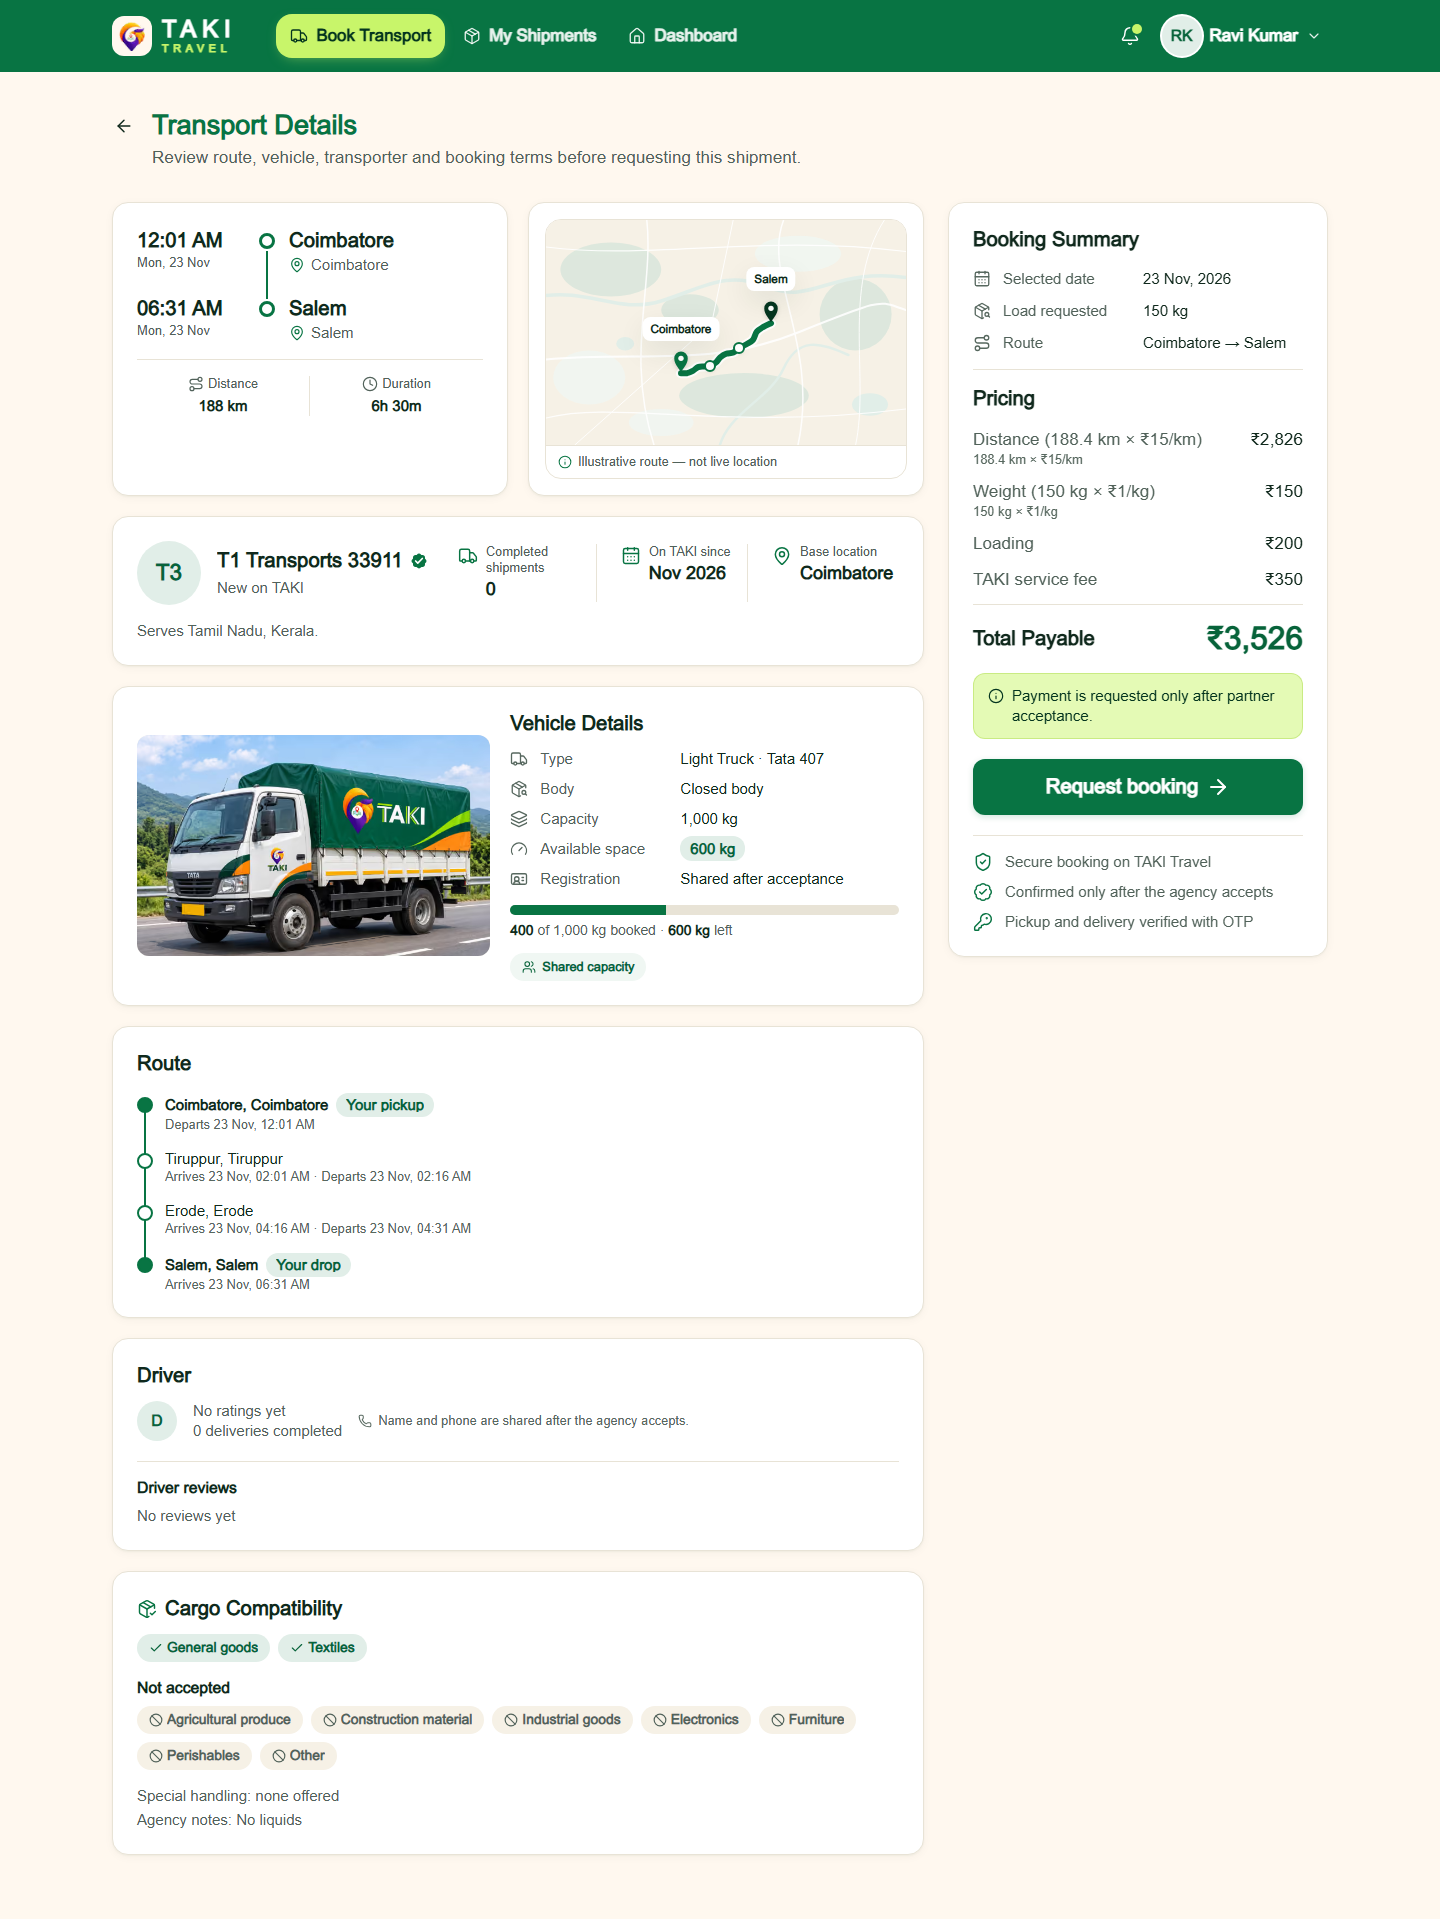 TAKI
TRAVEL
Book Transport
My Shipments
Dashboard
RK
Ravi Kumar
Transport Details
Review route, vehicle, transporter and booking terms before requesting this shipment.
12:01 AM
Mon, 23 Nov
Coimbatore
Coimbatore
06:31 AM
Mon, 23 Nov
Salem
Salem
Distance
188 km
Duration
6h 30m
Salem
Coimbatore
Illustrative route — not live location
T3
T1 Transports 33911
New on TAKI
Completed
shipments
0
On TAKI since
Nov 2026
Base location
Coimbatore
Serves Tamil Nadu, Kerala.
TAKI
TAKI
TATA
Vehicle Details
Type
Light Truck · Tata 407
Body
Closed body
Capacity
1,000 kg
Available space
600 kg
Registration
Shared after acceptance
400 of 1,000 kg booked · 600 kg left
Shared capacity
Route
Coimbatore, Coimbatore
Your pickup
Departs 23 Nov, 12:01 AM
Tiruppur, Tiruppur
Arrives 23 Nov, 02:01 AM · Departs 23 Nov, 02:16 AM
Erode, Erode
Arrives 23 Nov, 04:16 AM · Departs 23 Nov, 04:31 AM
Salem, Salem
Your drop
Arrives 23 Nov, 06:31 AM
Driver
D
No ratings yet
0 deliveries completed
Name and phone are shared after the agency accepts.
Driver reviews
No reviews yet
Cargo Compatibility
General goods
Textiles
Not accepted
Agricultural produce
Construction material
Industrial goods
Electronics
Furniture
Perishables
Other
Special handling: none offered
Agency notes: No liquids
Booking Summary
Selected date
23 Nov, 2026
Load requested
150 kg
Route
Coimbatore → Salem
Pricing
Distance (188.4 km × ₹15/km)
₹2,826
188.4 km × ₹15/km
Weight (150 kg × ₹1/kg)
₹150
150 kg × ₹1/kg
Loading
₹200
TAKI service fee
₹350
Total Payable
₹3,526
Payment is requested only after partner
acceptance.
Request booking →
Secure booking on TAKI Travel
Confirmed only after the agency accepts
Pickup and delivery verified with OTP